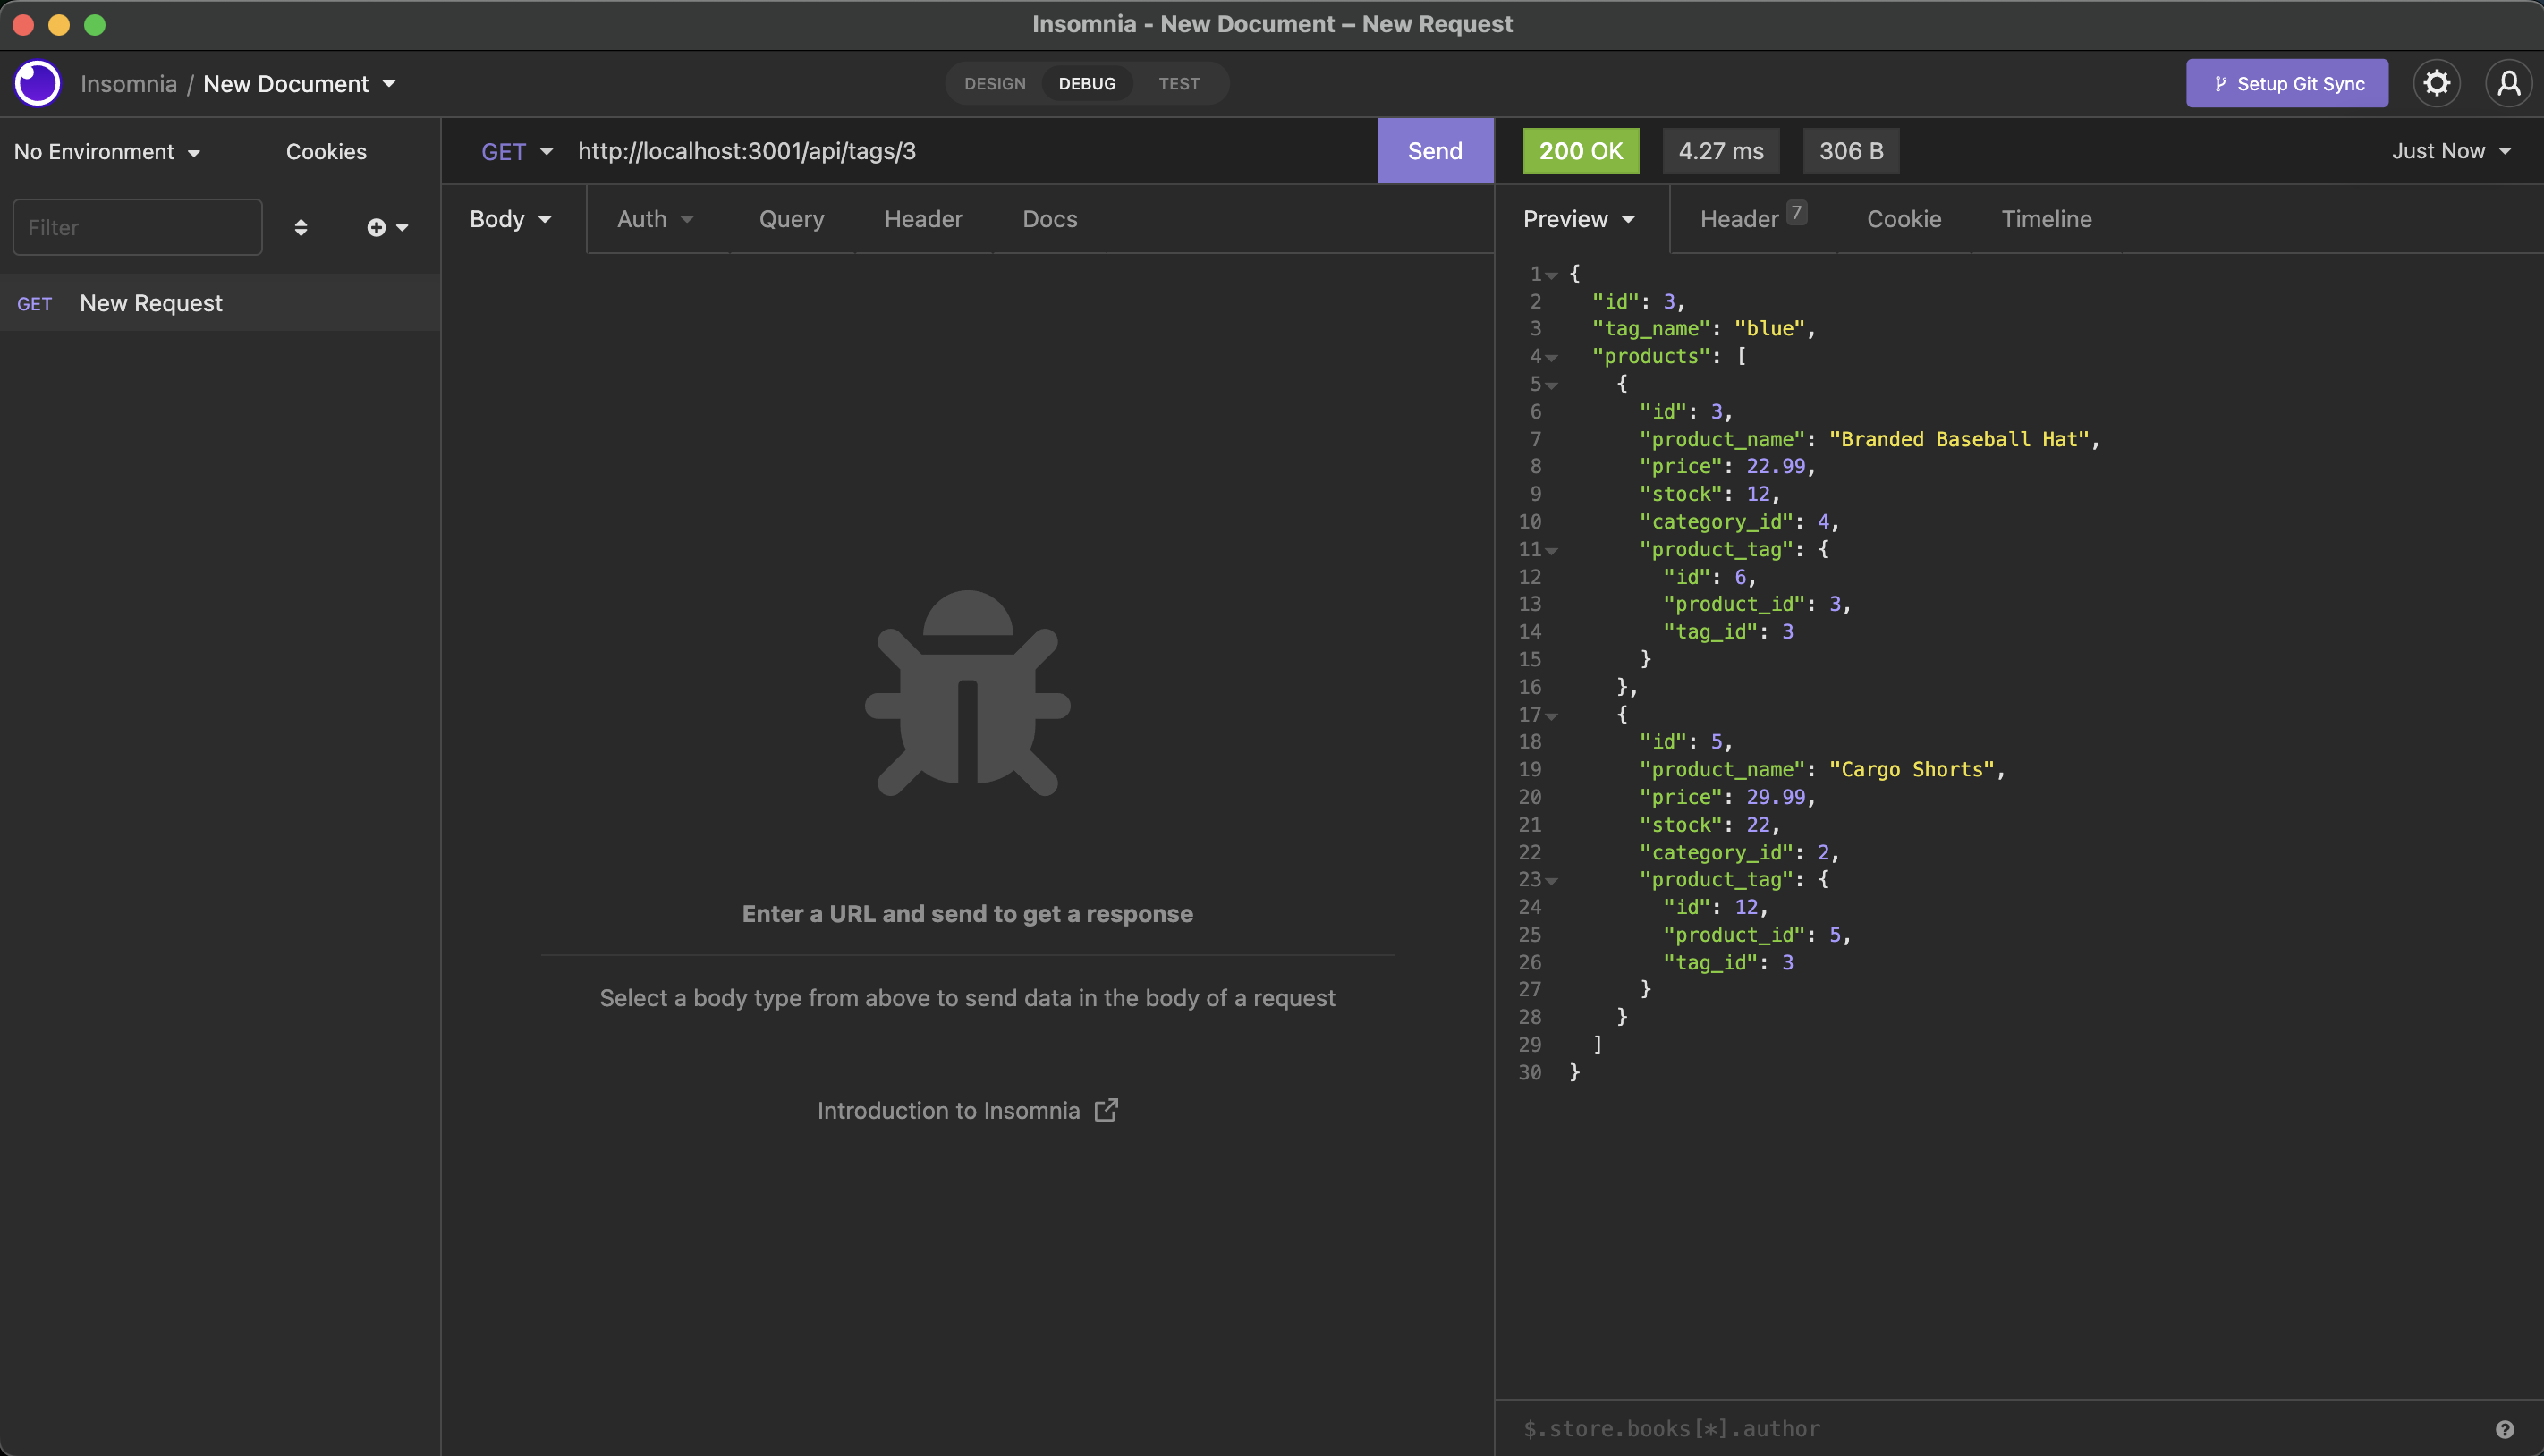 Insomnia - New Document – New Request
Insomnia / New Document
DESIGN DEBUG TEST
Setup Git Sync
No Environment Cookies
GET http://localhost:3001/api/tags/3 Send
200 OK 4.27 ms 306 B Just Now
Filter
Body Auth Query Header Docs
Preview Header 7 Cookie Timeline
GET New Request
Enter a URL and send to get a response
Select a body type from above to send data in the body of a request
Introduction to Insomnia
1 {
2 "id": 3,
3 "tag_name": "blue",
4 "products": [
5 {
6 "id": 3,
7 "product_name": "Branded Baseball Hat",
8 "price": 22.99,
9 "stock": 12,
10 "category_id": 4,
11 "product_tag": {
12 "id": 6,
13 "product_id": 3,
14 "tag_id": 3
15 }
16 },
17 {
18 "id": 5,
19 "product_name": "Cargo Shorts",
20 "price": 29.99,
21 "stock": 22,
22 "category_id": 2,
23 "product_tag": {
24 "id": 12,
25 "product_id": 5,
26 "tag_id": 3
27 }
28 }
29 ]
30 }
$.store.books[*].author
?